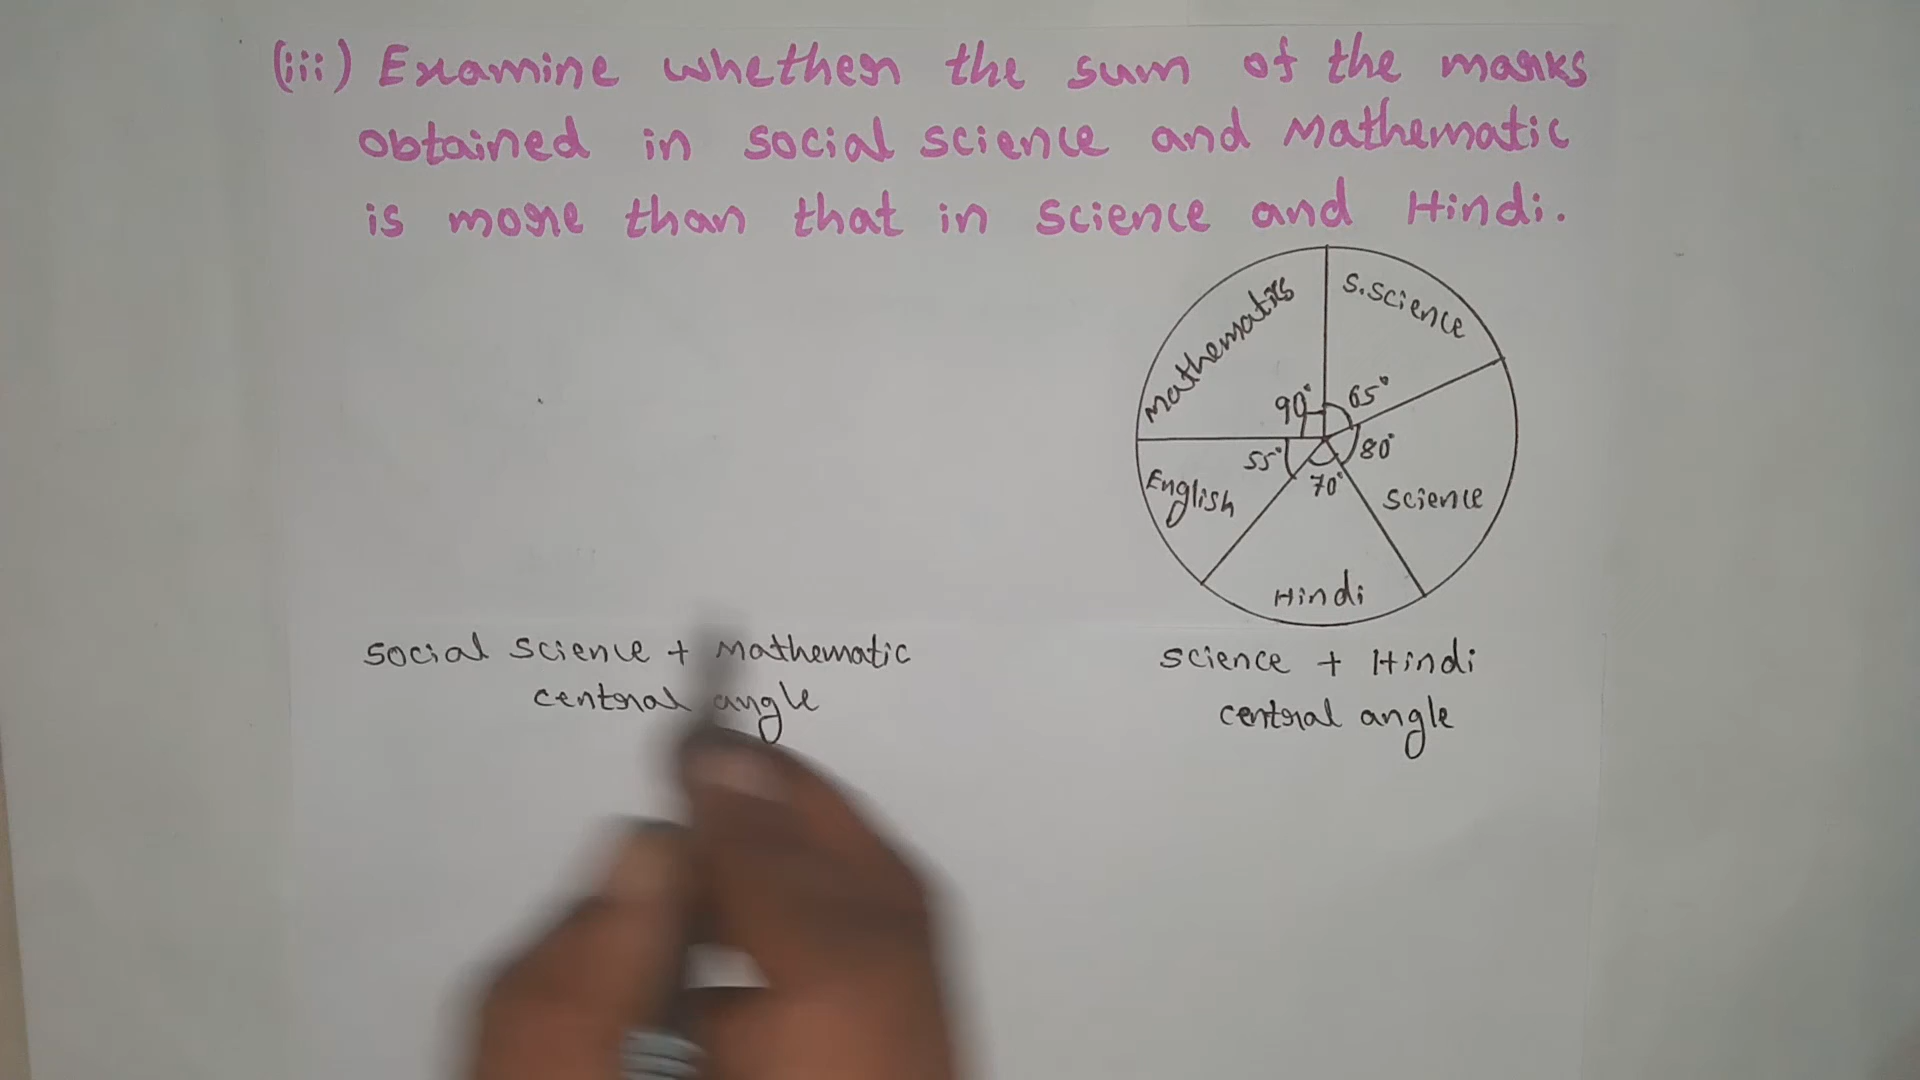 (iii) Examine whether the sum of the marks
obtained in social science and Mathematic
is more than that in science and Hindi.
Mathematics
S.science
90°
65°
55°
80°
70°
English
science
Hindi
social science + Mathematic
central angle
science + Hindi
central angle